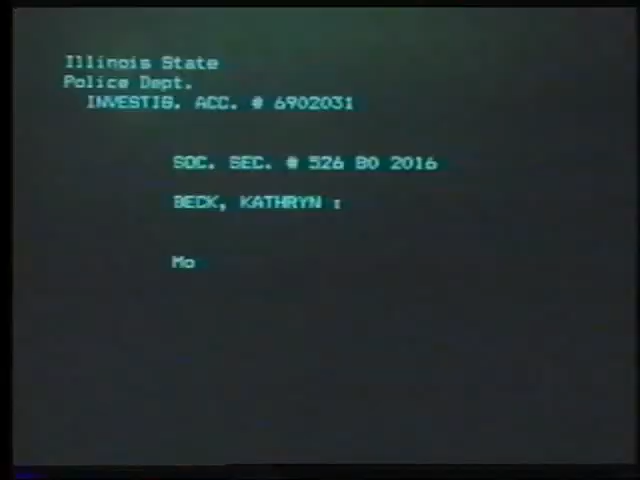 Illinois State
Police Dept.
INVESTIG. ACC. # 6902031
SOC. SEC. # 526 80 2016
BECK, KATHRYN :
Mo